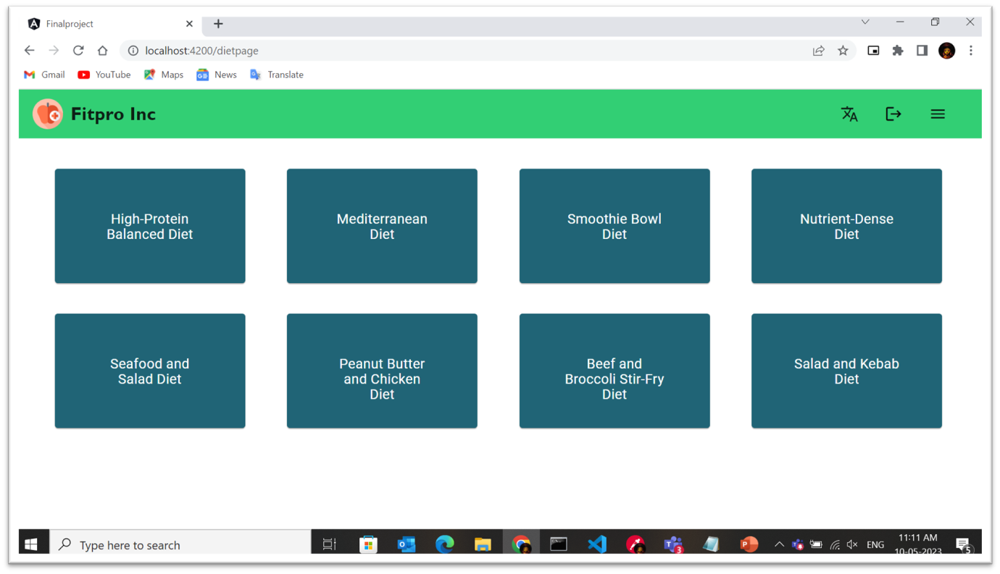 Finalproject
localhost:4200/dietpage
Gmail YouTube Maps News Translate
Fitpro Inc
High-Protein
Balanced Diet
Mediterranean
Diet
Smoothie Bowl
Diet
Nutrient-Dense
Diet
Seafood and
Salad Diet
Peanut Butter
and Chicken
Diet
Beef and
Broccoli Stir-Fry
Diet
Salad and Kebab
Diet
Type here to search
ENG
11:11 AM
10-05-2023
3
5